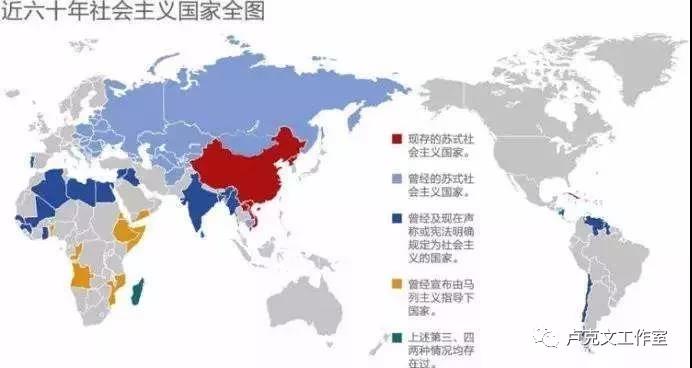 近六十年社会主义国家全图
现存的苏式社
会主义国家。
曾经的苏式社
会主义国家。
曾经及现在声
称或宪法明确
规定为社会主
义的国家。
曾经宣布由马
列主义指导下
国家。
上述第三、四
两种情况均存
在过。
卢克文工作室